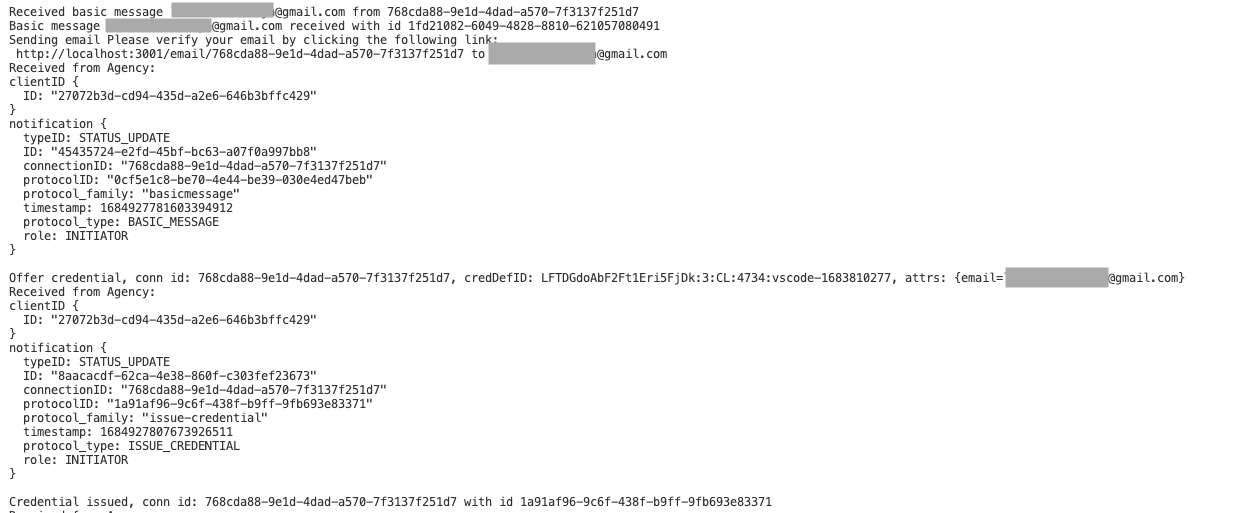 Received basic message @gmail.com from 768cda88-9e1d-4dad-a570-7f3137f251d7
Basic message @gmail.com received with id 1fd21082-6049-4828-8810-621057080491
Sending email Please verify your email by clicking the following link:
http://localhost:3001/email/768cda88-9e1d-4dad-a570-7f3137f251d7 to @gmail.com
Received from Agency:
clientID {
  ID: "27072b3d-cd94-435d-a2e6-646b3bffc429"
}
notification {
  typeID: STATUS_UPDATE
  ID: "45435724-e2fd-45bf-bc63-a07f0a997bb8"
  connectionID: "768cda88-9e1d-4dad-a570-7f3137f251d7"
  protocolID: "0cf5e1c8-be70-4e44-be39-030e4ed47beb"
  protocol_family: "basicmessage"
  timestamp: 1684927781603394912
  protocol_type: BASIC_MESSAGE
  role: INITIATOR
}
Offer credential, conn id: 768cda88-9e1d-4dad-a570-7f3137f251d7, credDefID: LFTDGdoAbF2Ft1Eri5FjDk:3:CL:4734:vscode-1683810277, attrs: {email=@gmail.com}
Received from Agency:
clientID {
  ID: "27072b3d-cd94-435d-a2e6-646b3bffc429"
}
notification {
  typeID: STATUS_UPDATE
  ID: "8aacacdf-62ca-4e38-860f-c303fef23673"
  connectionID: "768cda88-9e1d-4dad-a570-7f3137f251d7"
  protocolID: "1a91af96-9c6f-438f-b9ff-9fb693e83371"
  protocol_family: "issue-credential"
  timestamp: 1684927807673926511
  protocol_type: ISSUE_CREDENTIAL
  role: INITIATOR
}
Credential issued, conn id: 768cda88-9e1d-4dad-a570-7f3137f251d7 with id 1a91af96-9c6f-438f-b9ff-9fb693e83371